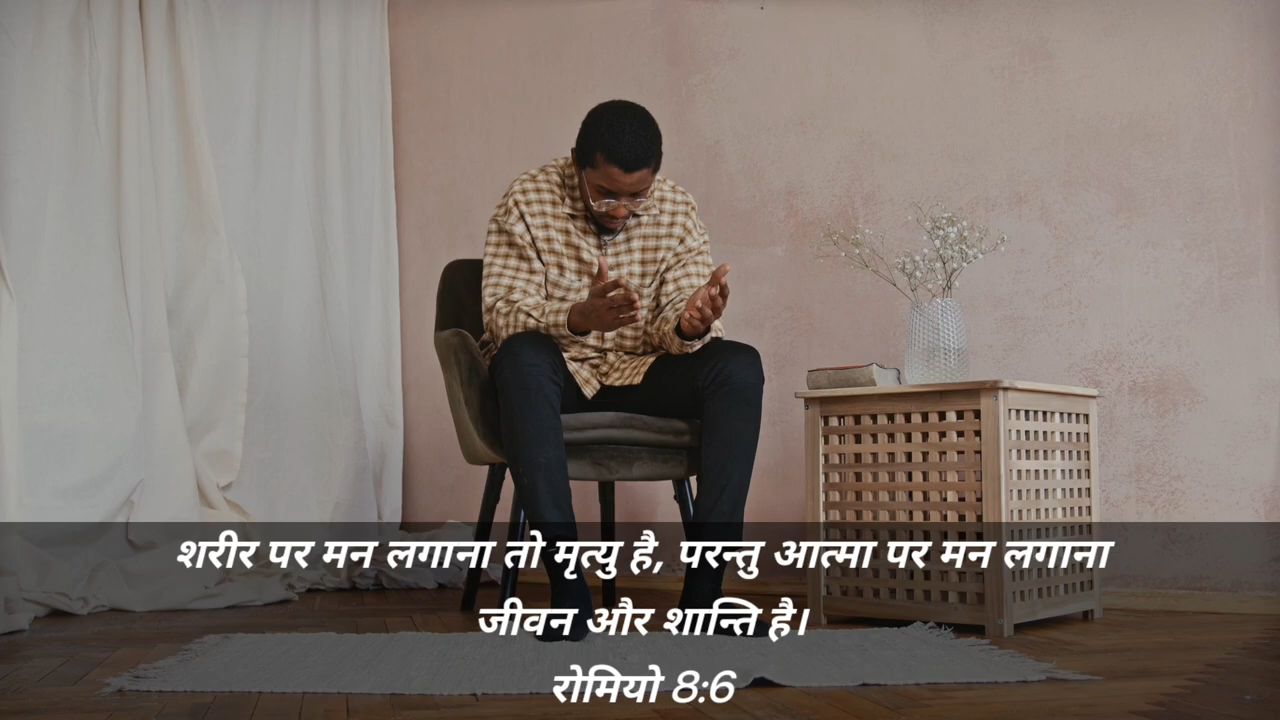 शरीर पर मन लगाना तो मृत्यु है, परन्तु आत्मा पर मन लगाना
जीवन और शान्ति है।
रोमियो 8:6